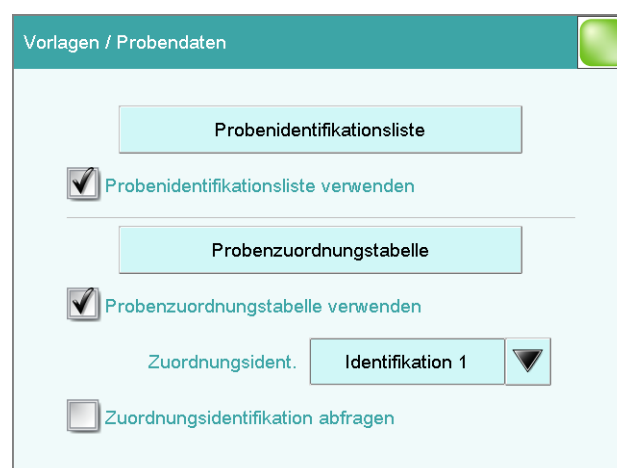 Vorlagen / Probendaten
Probenidentifikationsliste
Probenidentifikationsliste verwenden
Probenzuordnungstabelle
Probenzuordnungstabelle verwenden
Zuordnungsident. Identifikation 1
Zuordnungsidentifikation abfragen